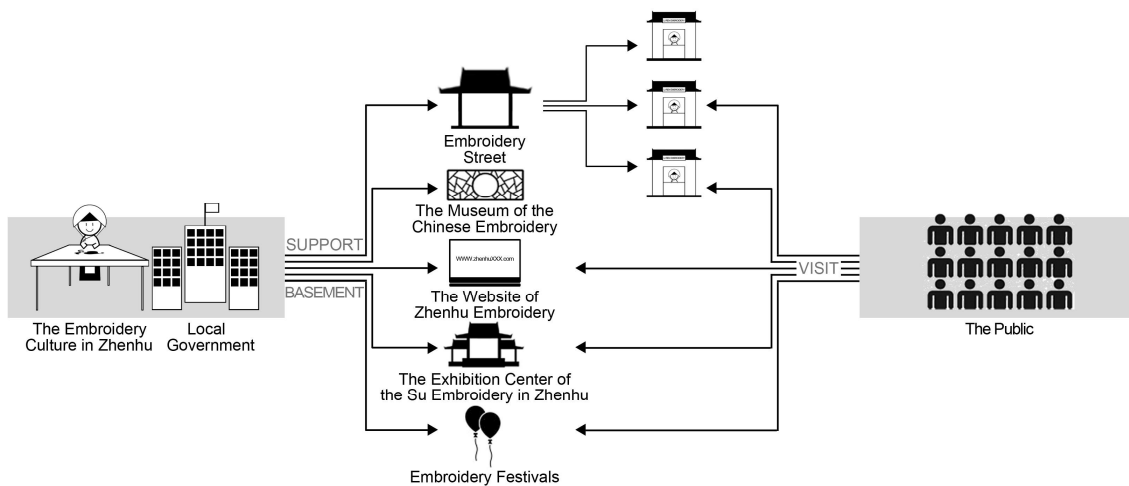 Embroidery
Street
The Museum of the
Chinese Embroidery
SUPPORT
BASEMENT
WWW.zhenhuXXX.com
The Website of
Zhenhu Embroidery
VISIT
The Embroidery
Culture in Zhenhu
Local
Government
The Public
The Exhibition Center of
the Su Embroidery in Zhenhu
Embroidery Festivals